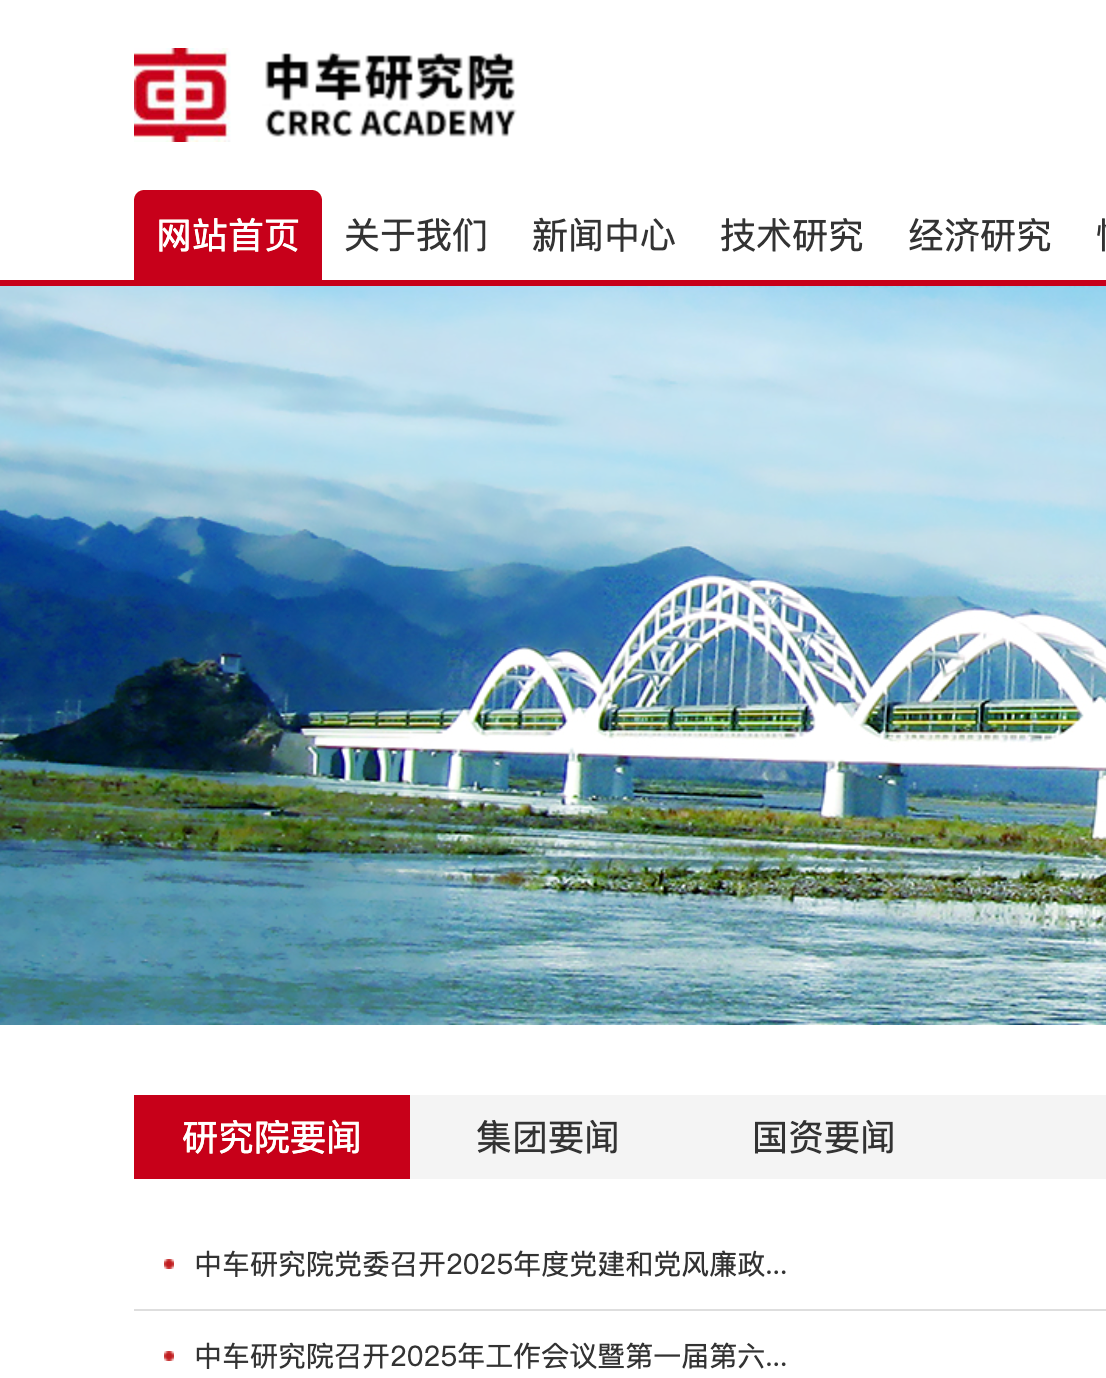 中车研究院
CRRC ACADEMY
网站首页 关于我们 新闻中心 技术研究 经济研究
研究院要闻 集团要闻 国资要闻
中车研究院党委召开2025年度党建和党风廉政...
中车研究院召开2025年工作会议暨第一届第六...